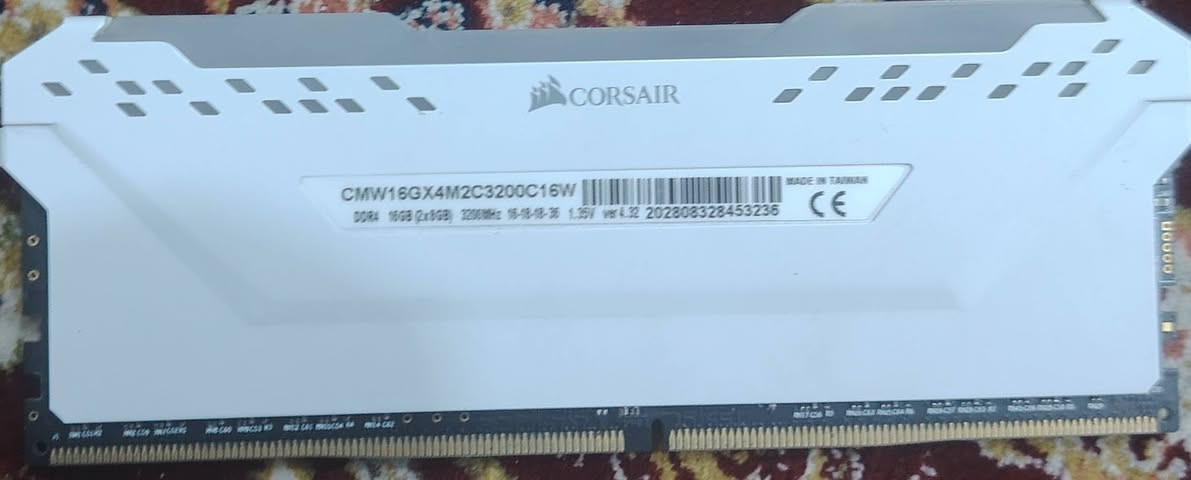 CORSAIR
CMW16GX4M2C3200C16W
MADE IN TAIWAN
DDR4 16GB (2x8GB) 3200MHz 16-18-18-36 1.35V ver4.32 202808328453236
CE